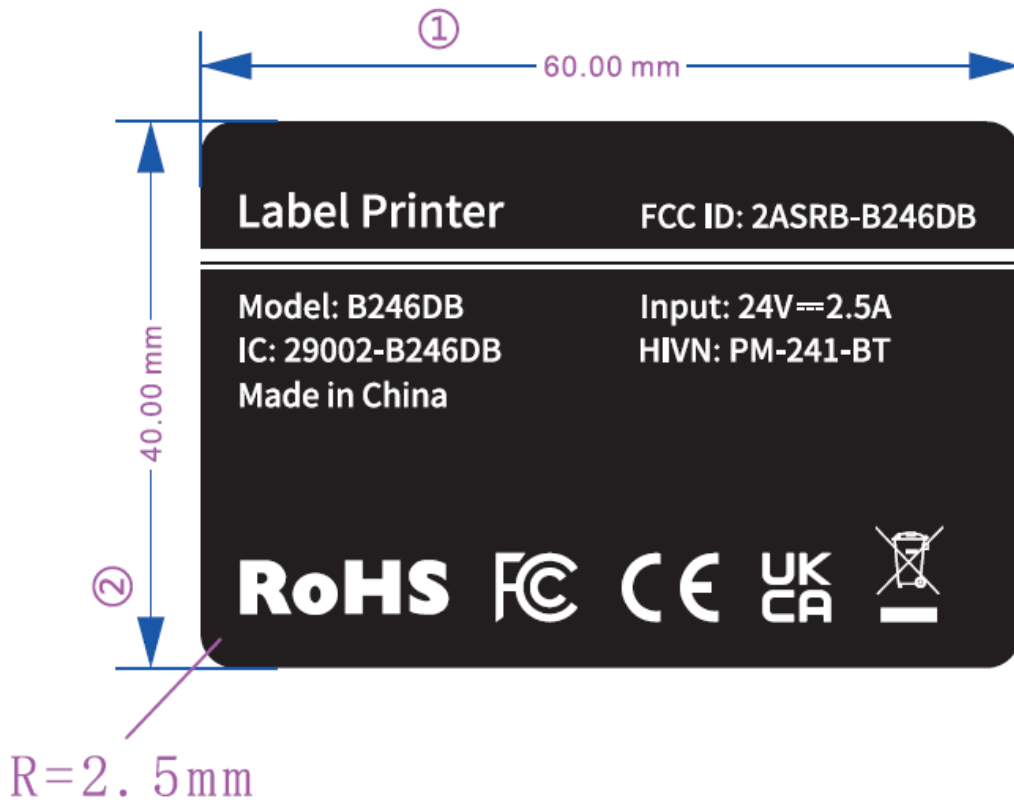 ①
60.00 mm
Label Printer
FCC ID: 2ASRB-B246DB
Model: B246DB
Input: 24V⎓2.5A
IC: 29002-B246DB
HIVN: PM-241-BT
Made in China
40.00 mm
②
RoHS FC CE UK
CA
R=2.5mm